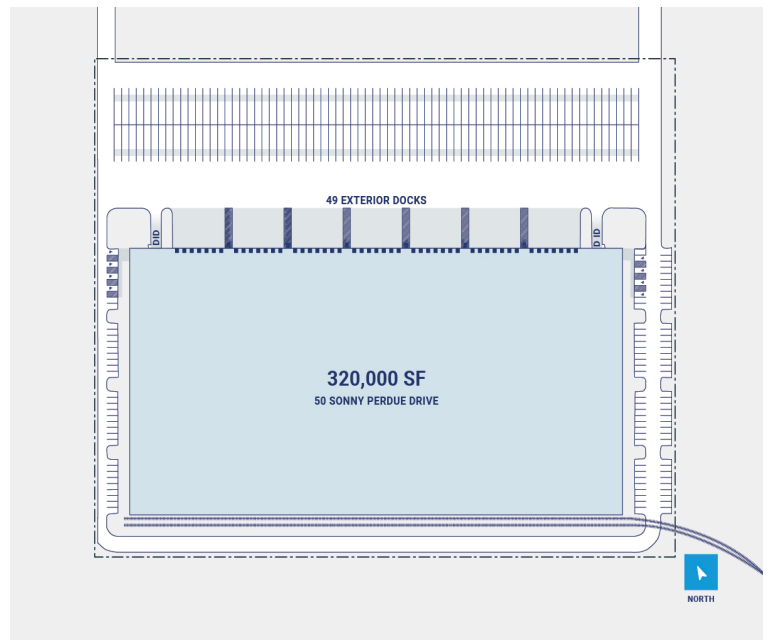 49 EXTERIOR DOCKS
DID
D ID
320,000 SF
50 SONNY PERDUE DRIVE
NORTH